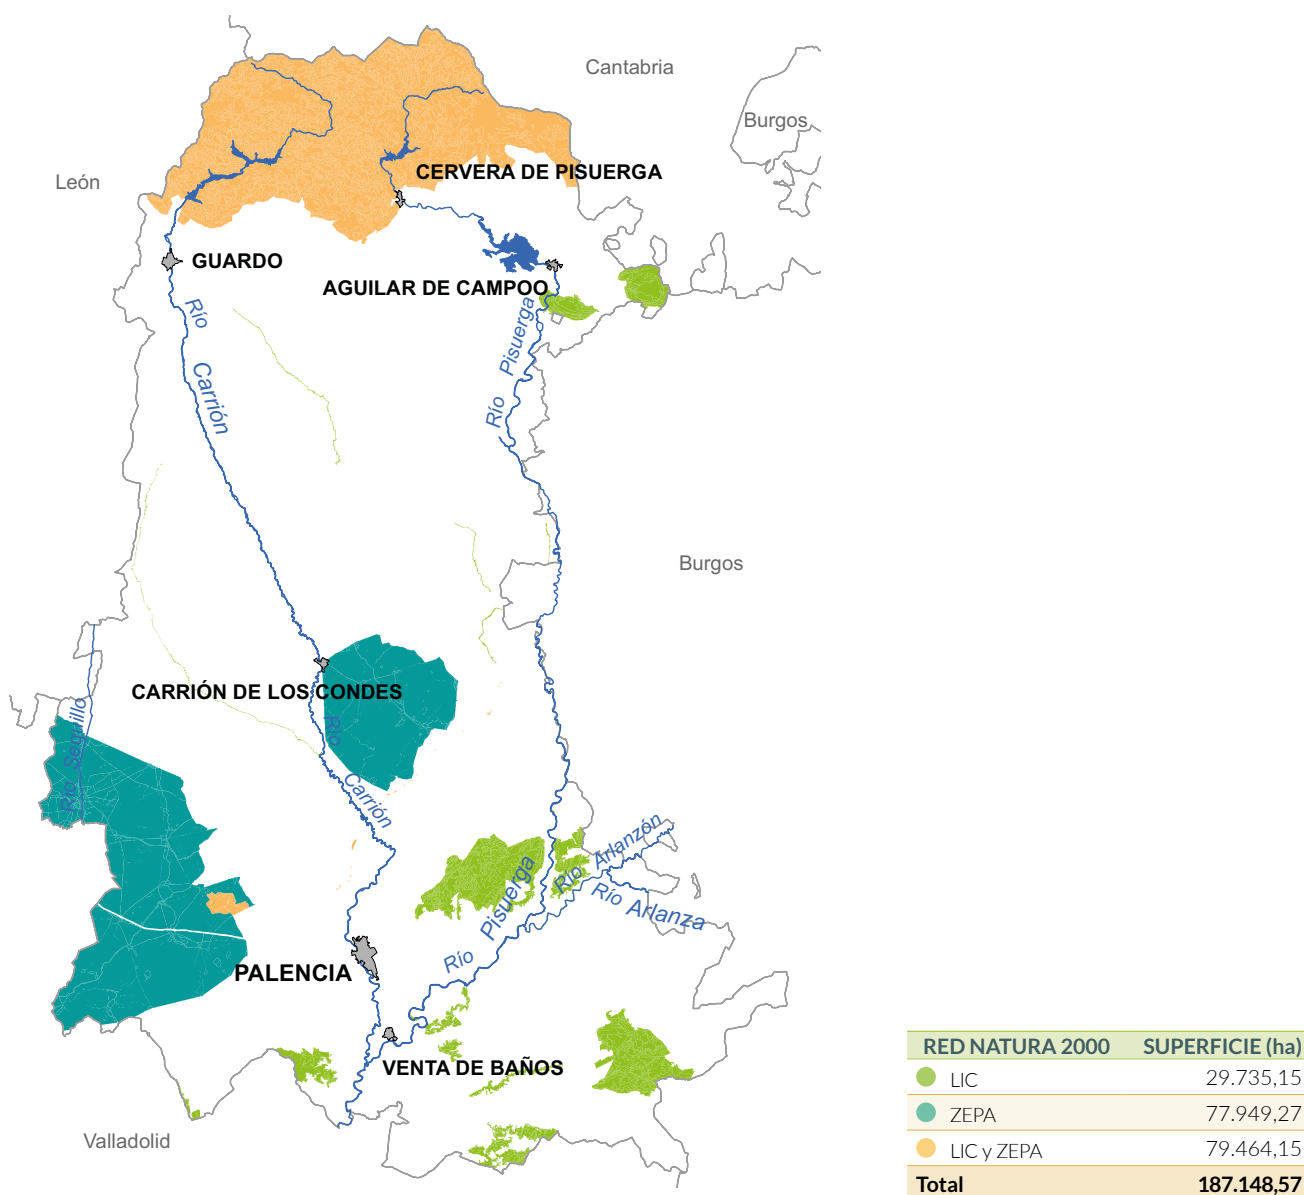 Cantabria
Burgos
León
CERVERA DE PISUERGA
GUARDO
AGUILAR DE CAMPOO
Río
Carrión
Río
Pisuerga
Burgos
CARRIÓN DE LOS CONDES
Río Sequillo
Río
Carrión
Río
Pisuerga
Río Arlanzón
Río Arlanza
PALENCIA
VENTA DE BAÑOS
Valladolid
RED NATURA 2000 SUPERFICIE (ha)
LIC 29.735,15
ZEPA 77.949,27
LIC y ZEPA 79.464,15
Total 187.148,57